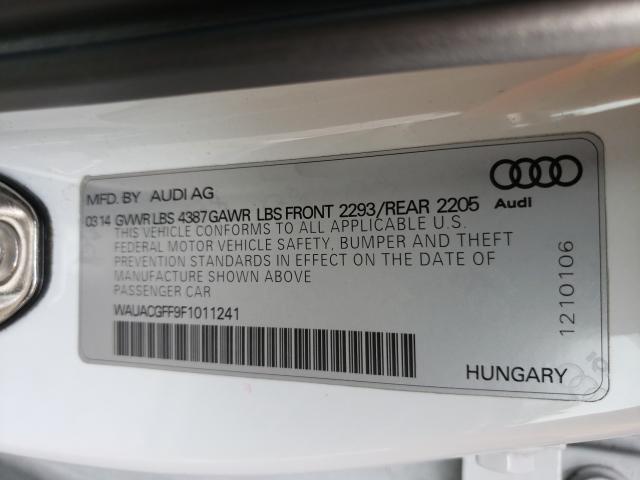 MFD. BY AUDI AG
03 14 GVWR LBS 4387 GAWR LBS FRONT 2293/REAR 2205
THIS VEHICLE CONFORMS TO ALL APPLICABLE U.S.
FEDERAL MOTOR VEHICLE SAFETY, BUMPER AND THEFT
PREVENTION STANDARDS IN EFFECT ON THE DATE OF
MANUFACTURE SHOWN ABOVE
PASSENGER CAR
WAUACGFF9F1011241
Audi
1210106
HUNGARY